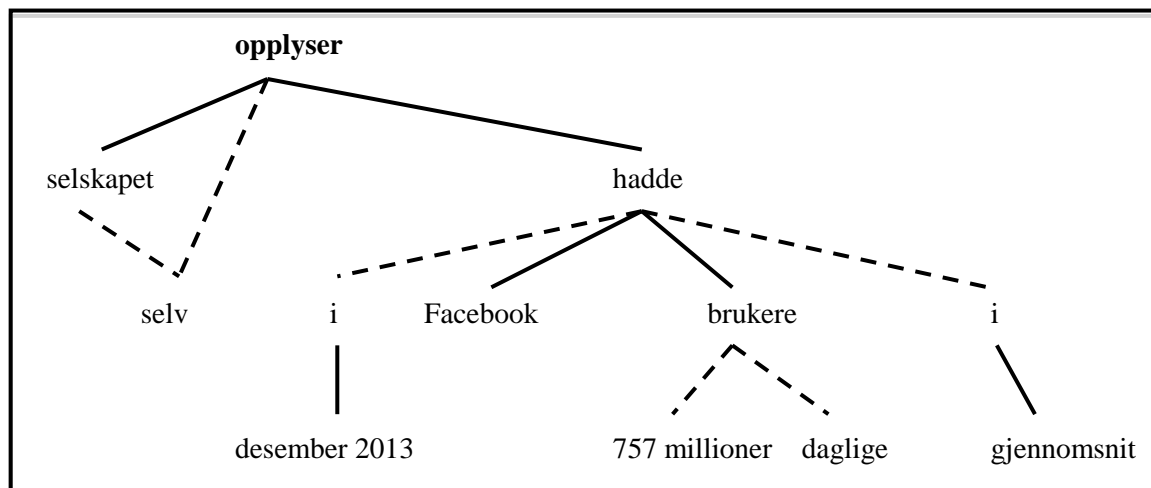 opplyser
selskapet hadde
selv i Facebook brukere i
desember 2013 757 millioner daglige gjennomsnit